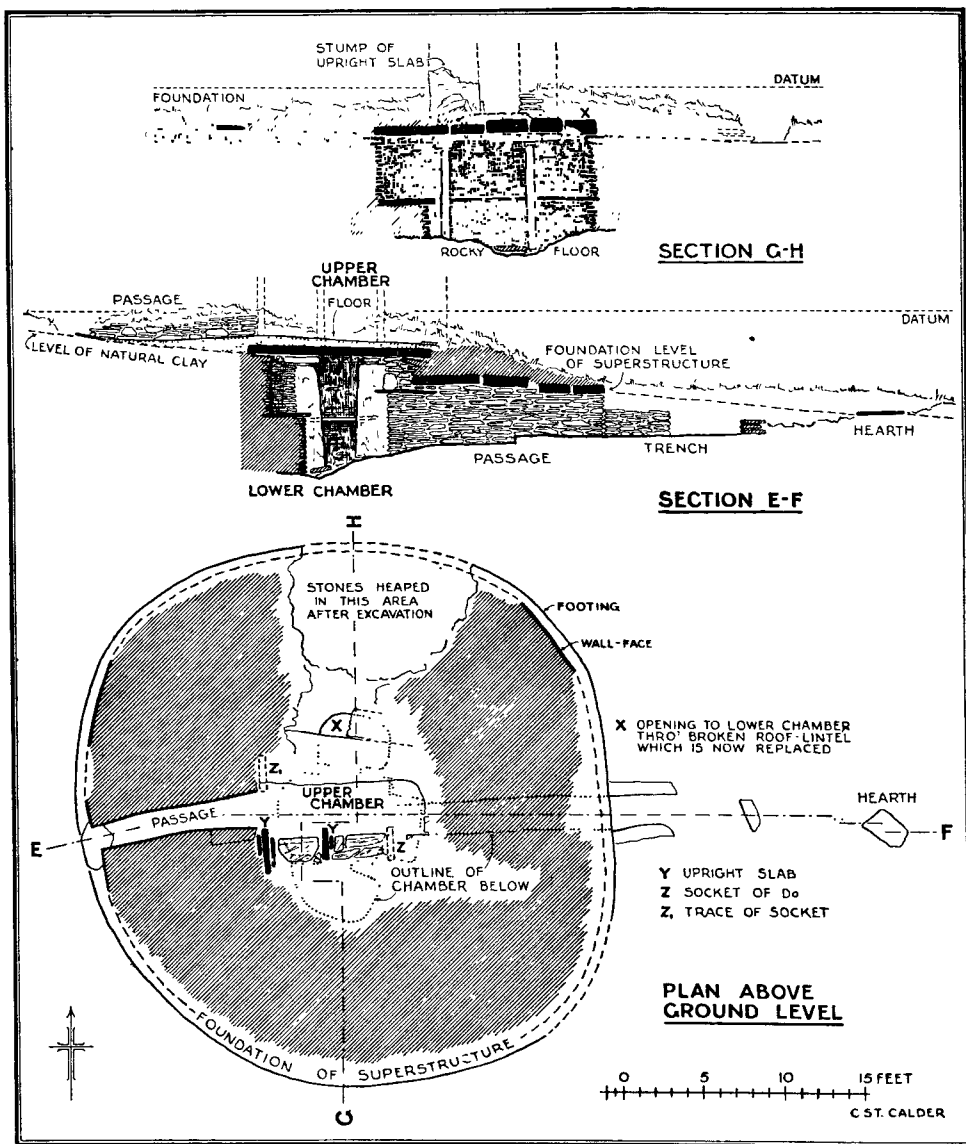 STUMP OF
UPRIGHT SLAB
DATUM
FOUNDATION
X
ROCKY FLOOR
SECTION G-H
UPPER
CHAMBER
PASSAGE
FLOOR
DATUM
LEVEL OF NATURAL CLAY
FOUNDATION LEVEL
OF SUPERSTRUCTURE
HEARTH
PASSAGE
TRENCH
LOWER CHAMBER
SECTION E-F
H
STONES HEAPED
IN THIS AREA
AFTER EXCAVATION
FOOTING
WALL-FACE
X
X OPENING TO LOWER CHAMBER
THRO' BROKEN ROOF-LINTEL
WHICH IS NOW REPLACED
Z,
UPPER
CHAMBER
PASSAGE
HEARTH
E
Y
Y
Z
F
OUTLINE OF
CHAMBER BELOW
Y UPRIGHT SLAB
Z SOCKET OF Do
Z, TRACE OF SOCKET
PLAN ABOVE
GROUND LEVEL
FOUNDATION OF SUPERSTRUCTURE
G
0 5 10 15 FEET
C ST. CALDER